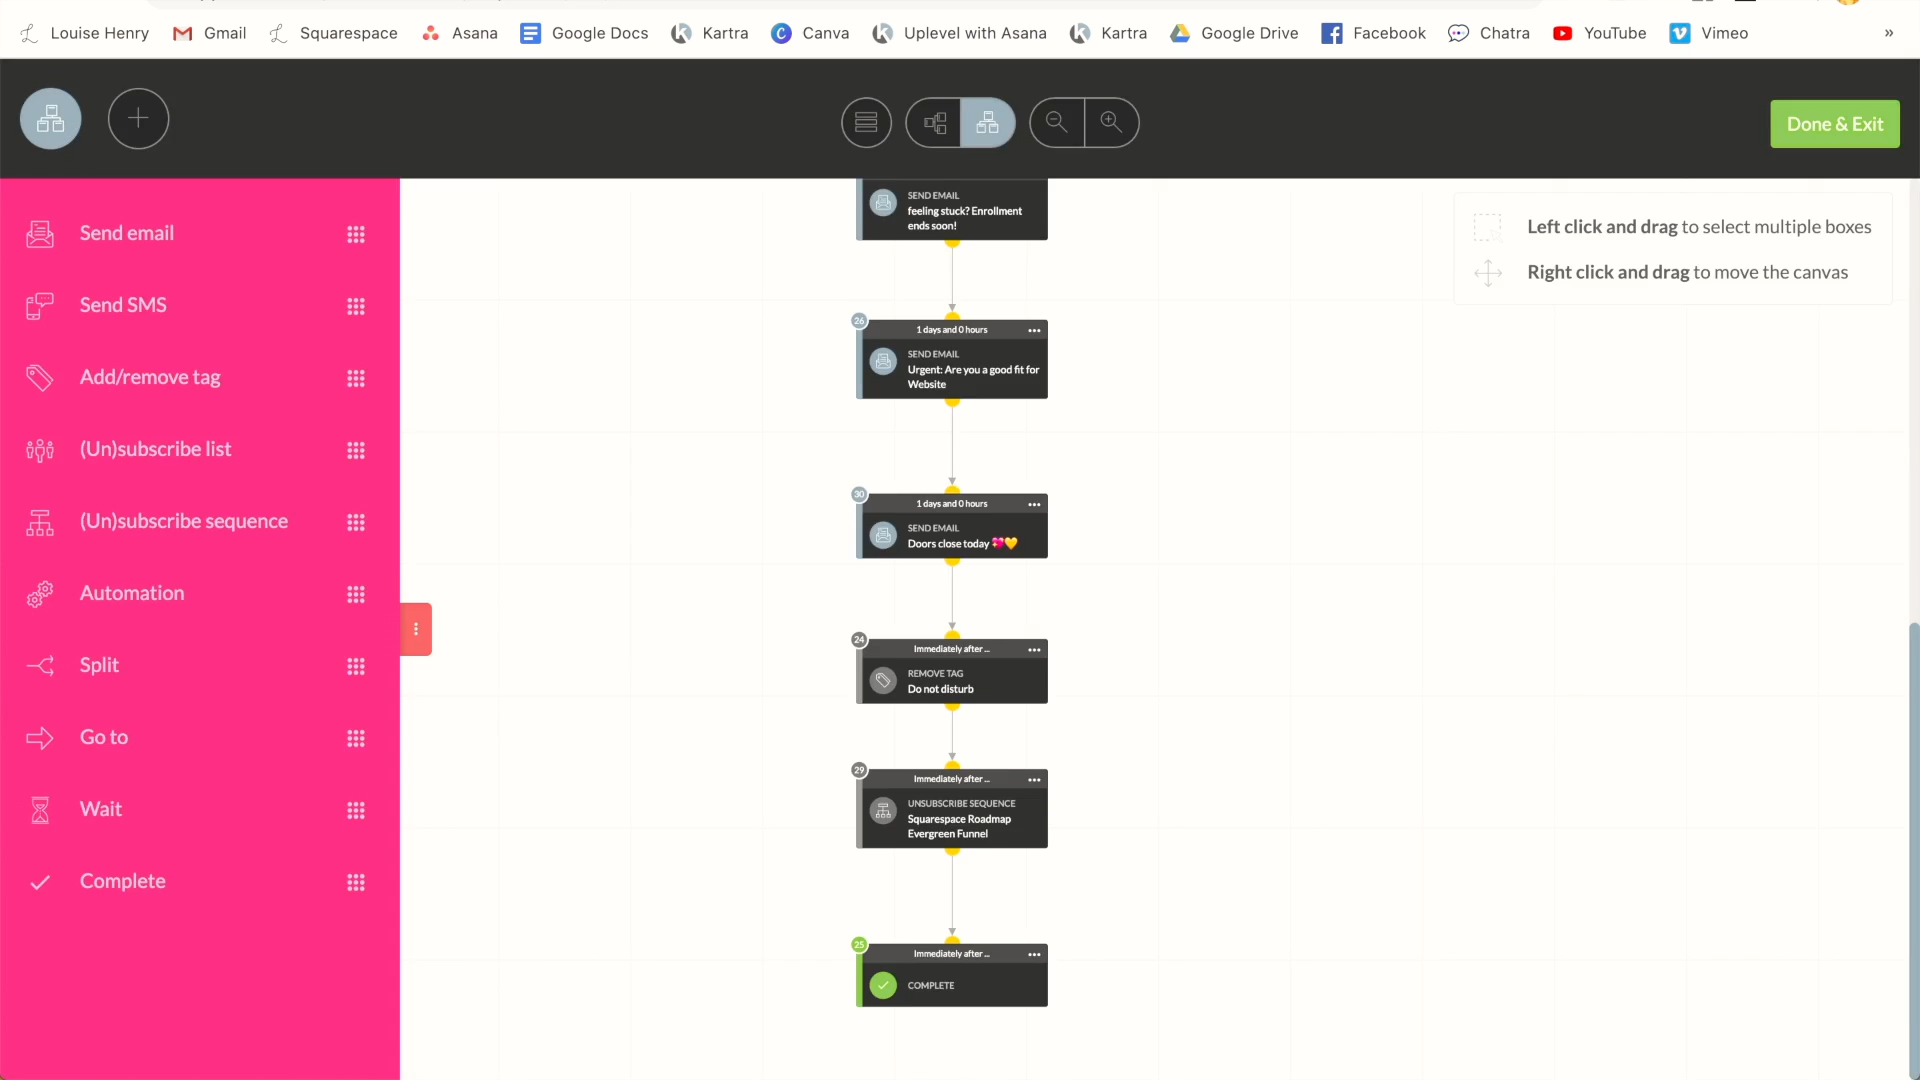 Louise Henry
Gmail
Squarespace
Asana
Google Docs
Kartra
Canva
Uplevel with Asana
Kartra
Google Drive
Facebook
Chatra
YouTube
Vimeo
»
Done & Exit
Send email
Send SMS
Add/remove tag
(Un)subscribe list
(Un)subscribe sequence
Automation
Split
Go to
Wait
Complete
SEND EMAIL
feeling stuck? Enrollment
ends soon!
26
1 days and 0 hours
SEND EMAIL
Urgent: Are you a good fit for
Website
30
1 days and 0 hours
SEND EMAIL
Doors close today 💖💛
24
Immediately after ...
REMOVE TAG
Do not disturb
29
Immediately after ...
UNSUBSCRIBE SEQUENCE
Squarespace Roadmap
Evergreen Funnel
25
Immediately after ...
COMPLETE
Left click and drag to select multiple boxes
Right click and drag to move the canvas